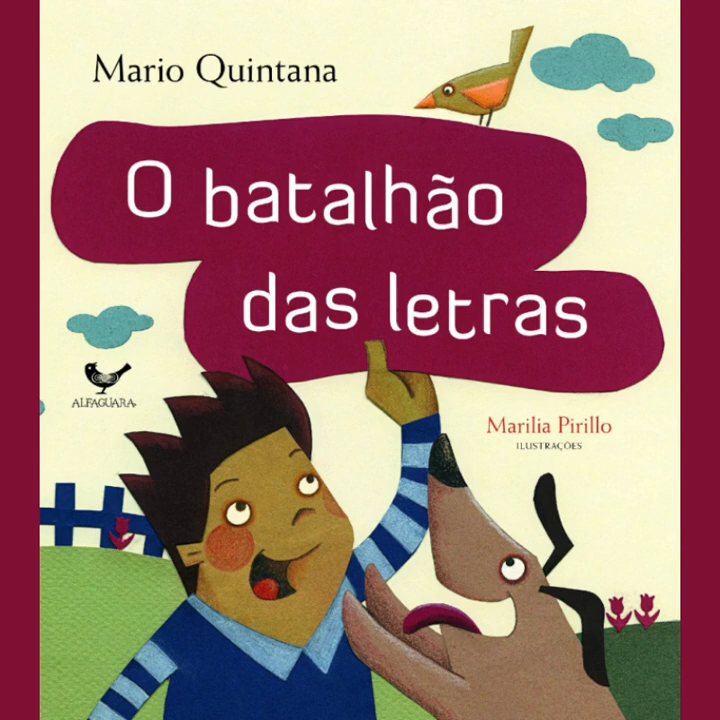 Mario Quintana
O batalhão
das letras
ALFAGUARA
Marilia Pirillo
ILUSTRAÇÕES